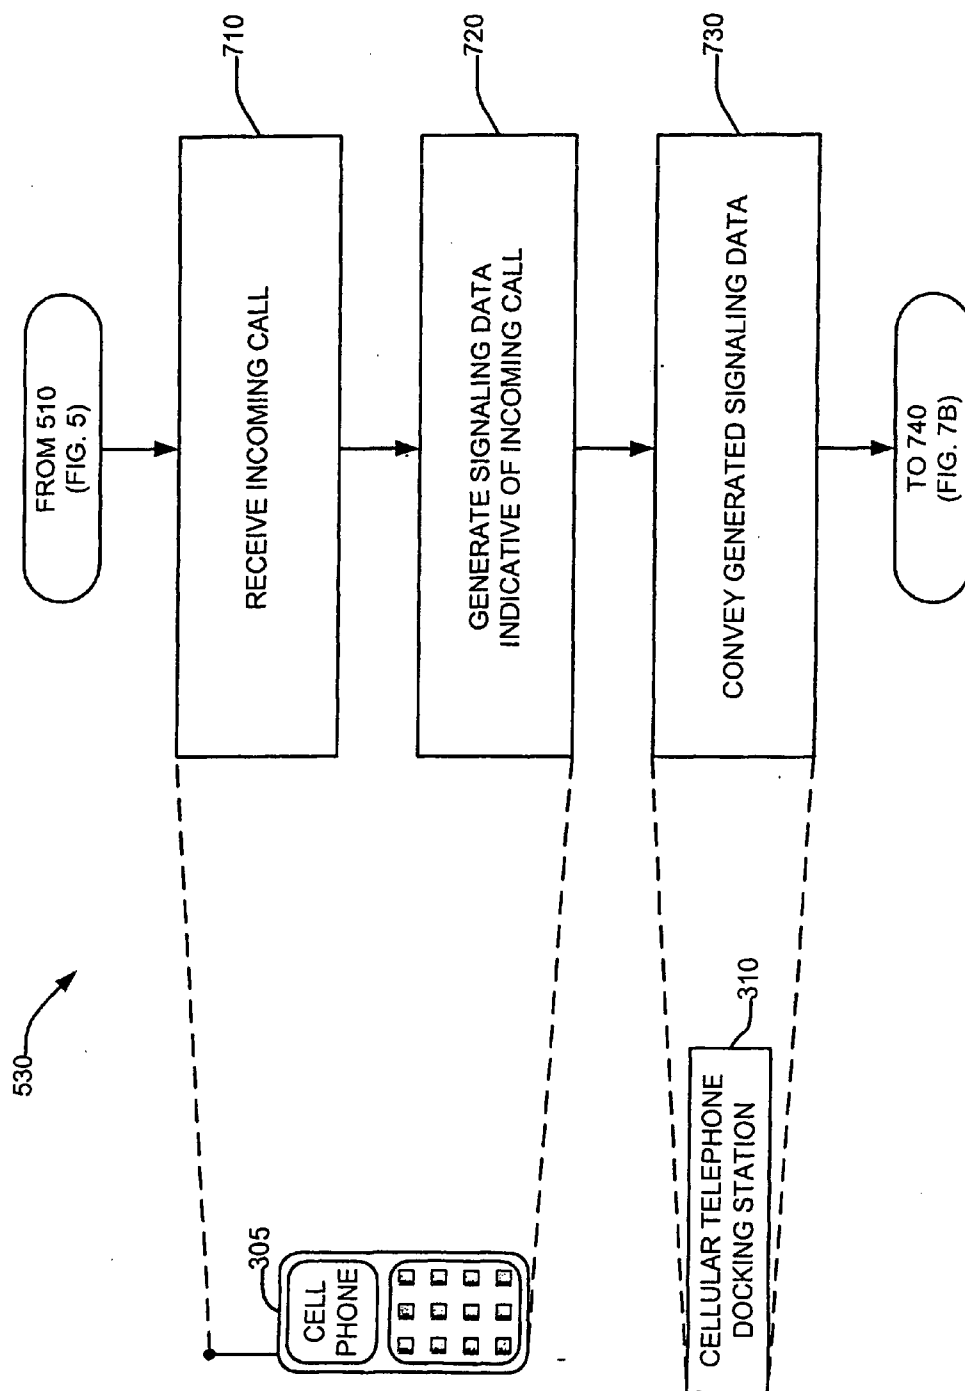 530
FROM 510
(FIG. 5)
710
RECEIVE INCOMING CALL
720
GENERATE SIGNALING DATA
INDICATIVE OF INCOMING CALL
730
CONVEY GENERATED SIGNALING DATA
TO 740
(FIG. 7B)
305
CELL
PHONE
310
CELLULAR TELEPHONE
DOCKING STATION